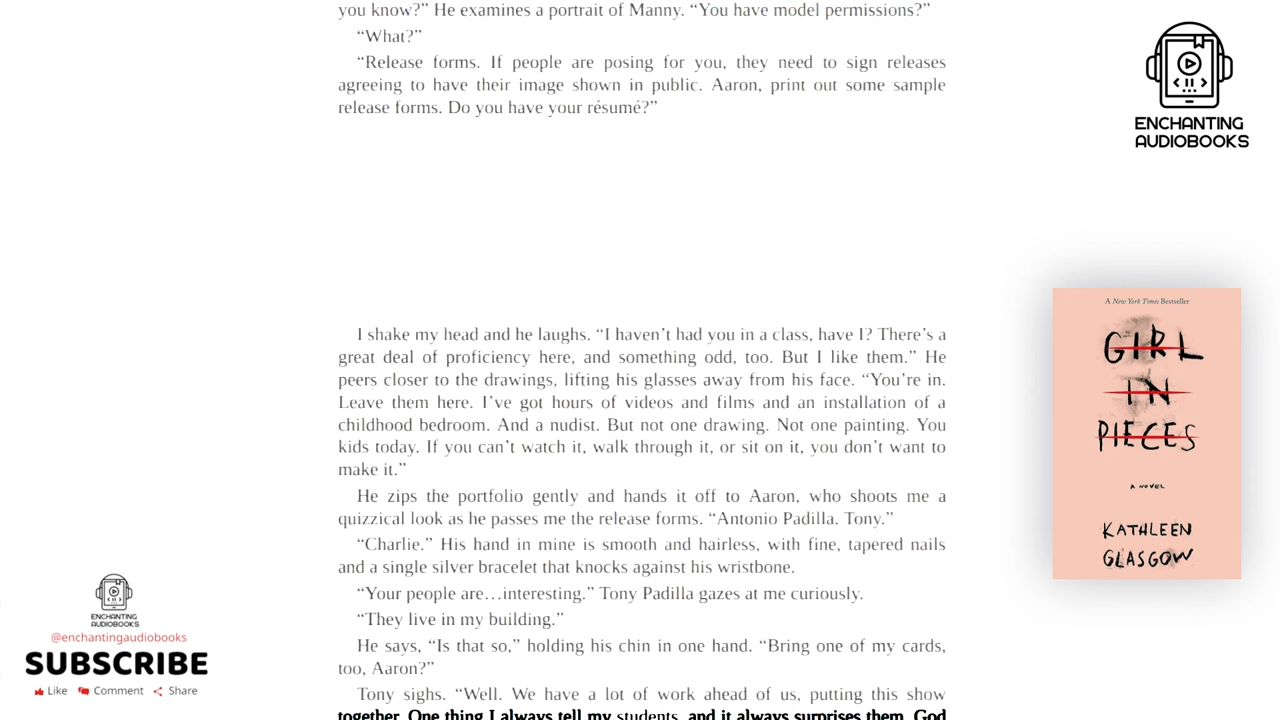 you know?” He examines a portrait of Manny. “You have model permissions?”
“What?”
“Release forms. If people are posing for you, they need to sign releases
agreeing to have their image shown in public. Aaron, print out some sample
release forms. Do you have your résumé?”
ENCHANTING
AUDIOBOOKS
I shake my head and he laughs. “I haven’t had you in a class, have I? There’s a
great deal of proficiency here, and something odd, too. But I like them.” He
peers closer to the drawings, lifting his glasses away from his face. “You’re in.
Leave them here. I’ve got hours of videos and films and an installation of a
childhood bedroom. And a nudist. But not one drawing. Not one painting. You
kids today. If you can’t watch it, walk through it, or sit on it, you don’t want to
make it.”
He zips the portfolio gently and hands it off to Aaron, who shoots me a
quizzical look as he passes me the release forms. “Antonio Padilla. Tony.”
“Charlie.” His hand in mine is smooth and hairless, with fine, tapered nails
and a single silver bracelet that knocks against his wristbone.
“Your people are…interesting.” Tony Padilla gazes at me curiously.
“They live in my building.”
He says, “Is that so,” holding his chin in one hand. “Bring one of my cards,
too, Aaron?”
Tony sighs. “Well. We have a lot of work ahead of us, putting this show
together. One thing I always tell my students, and it always surprises them, God
A New York Times Bestseller
GIRL
IN
PIECES
A NOVEL
KATHLEEN
GLASGOW
ENCHANTING
AUDIOBOOKS
@enchantingaudiobooks
SUBSCRIBE
Like Comment Share